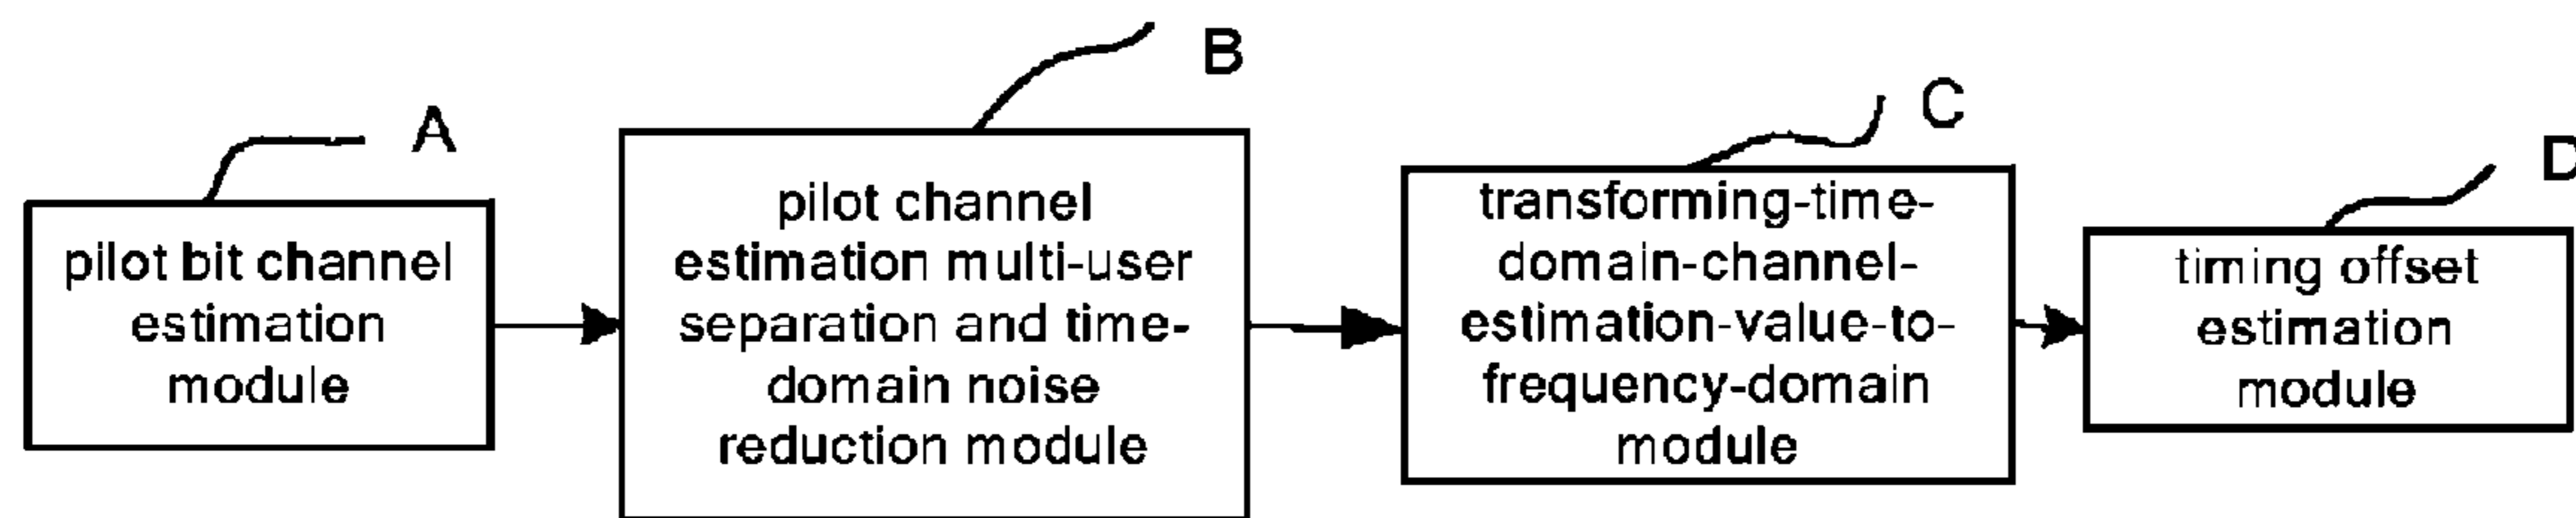 A
pilot bit channel
estimation
module
B
pilot channel
estimation multi-user
separation and time-
domain noise
reduction module
C
transforming-time-
domain-channel-
estimation-value-to-
frequency-domain
module
D
timing offset
estimation
module